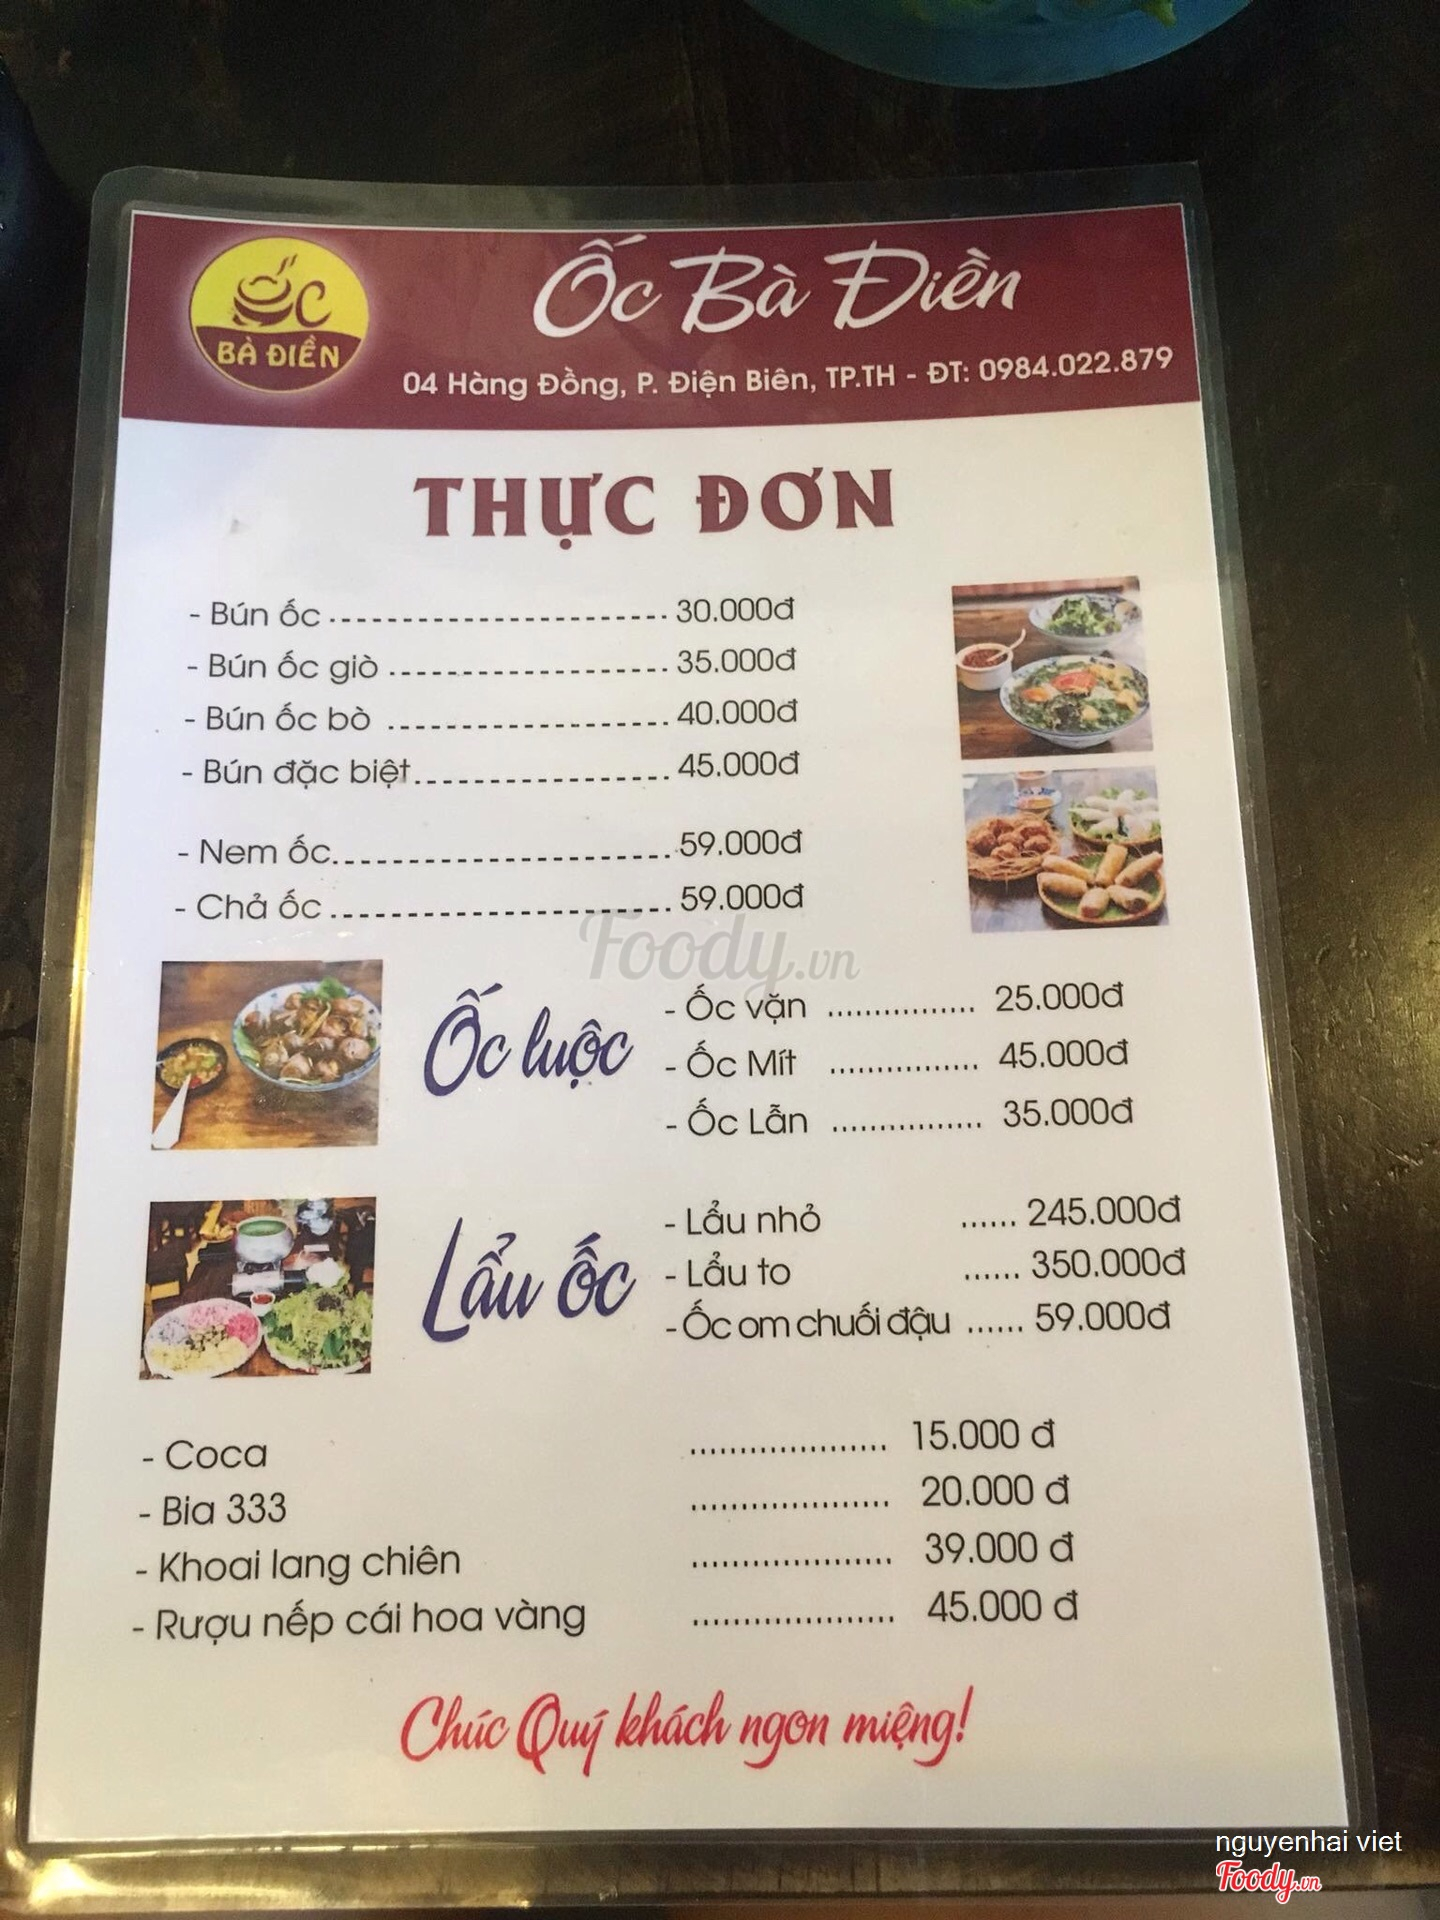 ỐC
BÀ ĐIỀN
Ốc Bà Điền
04 Hàng Đồng, P. Điện Biên, TP.TH - ĐT: 0984.022.879
THỰC ĐƠN
- Bún ốc ........................ 30.000đ
- Bún ốc giò .................... 35.000đ
- Bún ốc bò .................... 40.000đ
- Bún đặc biệt.................. 45.000đ
- Nem ốc........................ 59.000đ
- Chả ốc ........................ 59.000đ
Foody.vn
Ốc luộc
- Ốc vặn ................ 25.000đ
- Ốc Mít ................ 45.000đ
- Ốc Lẫn ................ 35.000đ
Lẩu ốc
- Lẩu nhỏ ...... 245.000đ
- Lẩu to ...... 350.000đ
- Ốc om chuối đậu ...... 59.000đ
- Coca .................... 15.000 đ
- Bia 333 .................... 20.000 đ
- Khoai lang chiên .................... 39.000 đ
- Rượu nếp cái hoa vàng .................... 45.000 đ
Chúc Quý khách ngon miệng!
nguyenhai viet
Foody.vn